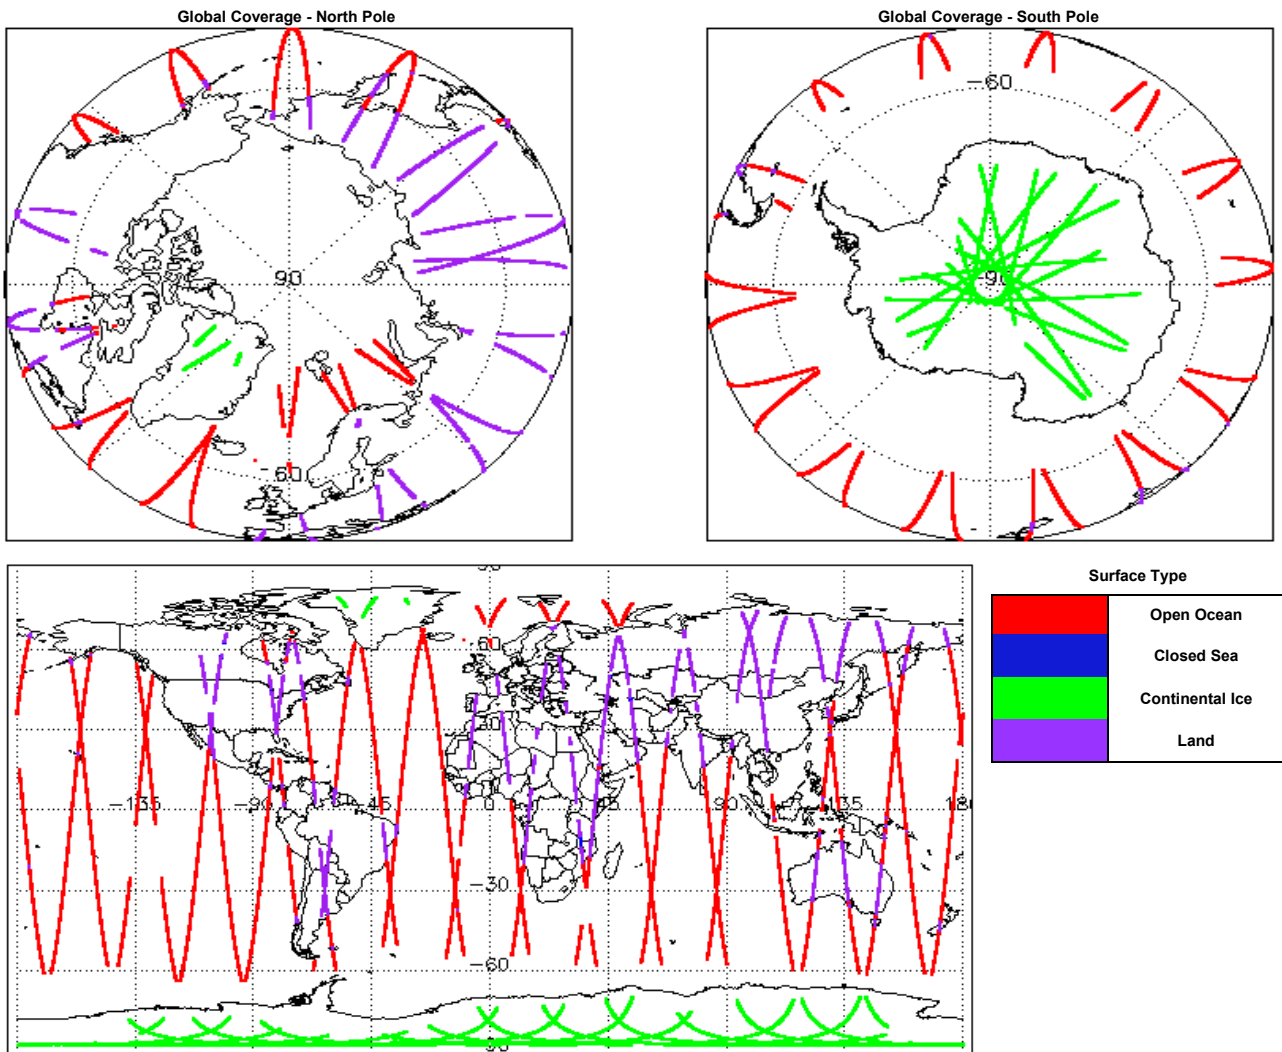 Global Coverage - North Pole
Global Coverage - South Pole
-60
90
-90
60
60
-30
-135
-90
-45
0
45
90
135
180
-30
-60
Surface Type
Open Ocean
Closed Sea
Continental Ice
Land